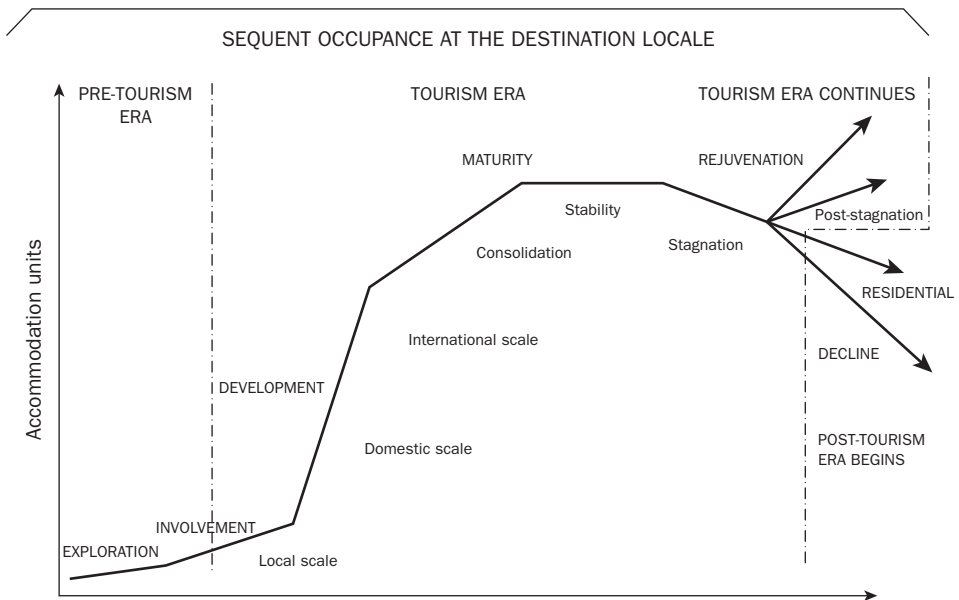 SEQUENT OCCUPANCE AT THE DESTINATION LOCALE
PRE-TOURISM
ERA
TOURISM ERA
TOURISM ERA CONTINUES
MATURITY
REJUVENATION
Stability
Post-stagnation
Stagnation
Consolidation
RESIDENTIAL
International scale
DECLINE
DEVELOPMENT
Domestic scale
POST-TOURISM
ERA BEGINS
INVOLVEMENT
EXPLORATION
Local scale
Accommodation units